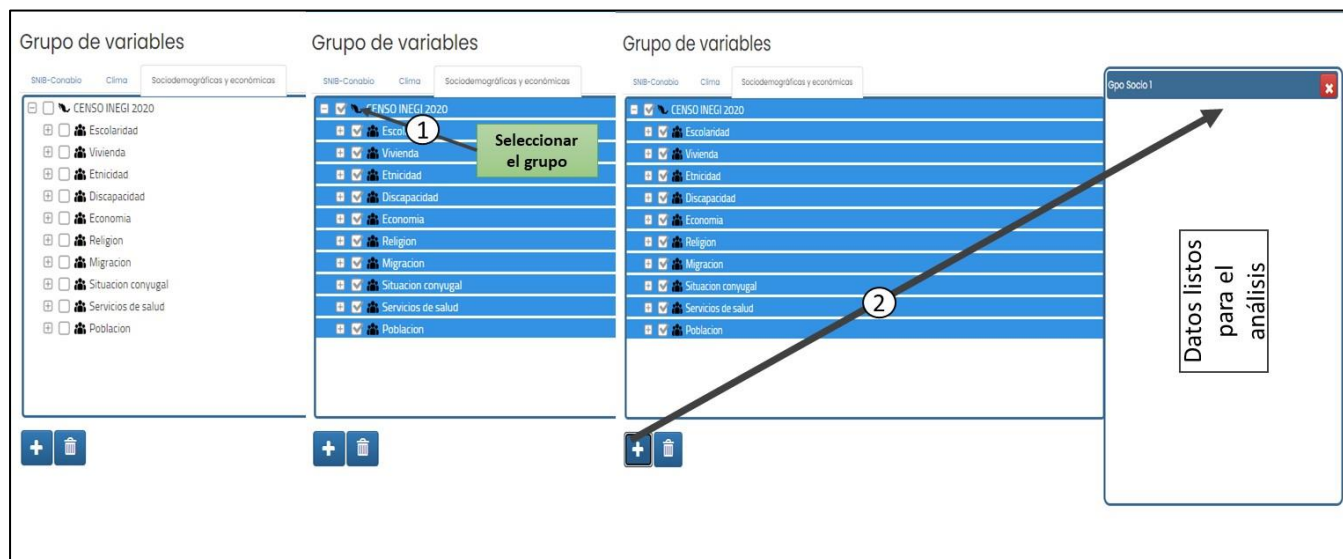 Grupo de variables
SNIB-Conabio Clima Sociodemográficas y económicas
CENSO INEGI 2020
Escolaridad
Vivienda
Etnicidad
Discapacidad
Economia
Religion
Migracion
Situacion conyugal
Servicios de salud
Poblacion
Grupo de variables
SNIB-Conabio Clima Sociodemográficas y económicas
CENSO INEGI 2020
1
Seleccionar
el grupo
Vivienda
Etnicidad
Discapacidad
Economia
Religion
Migracion
Situacion conyugal
Servicios de salud
Poblacion
Grupo de variables
SNIB-Conabio Clima Sociodemográficas y económicas
CENSO INEGI 2020
Escolaridad
Vivienda
Etnicidad
Discapacidad
Economia
Religion
Migracion
Situacion conyugal
Servicios de salud
Poblacion
2
Gpo Socio 1
Datos listos
para el
análisis